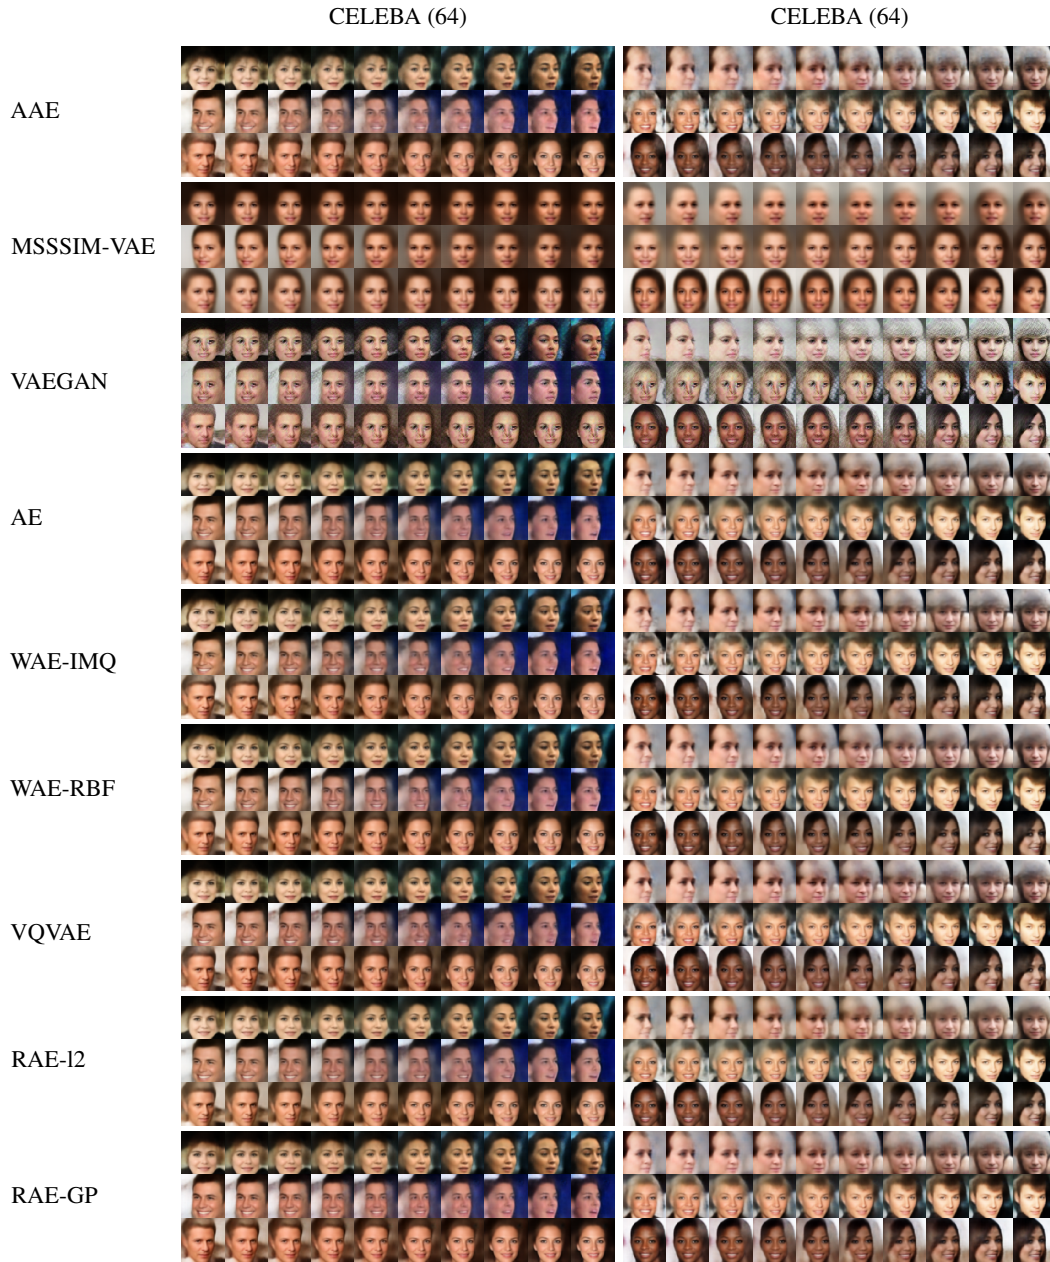 CELEBA (64) CELEBA (64)
AAE
MSSSIM-VAE
VAEGAN
AE
WAE-IMQ
WAE-RBF
VQVAE
RAE-l2
RAE-GP